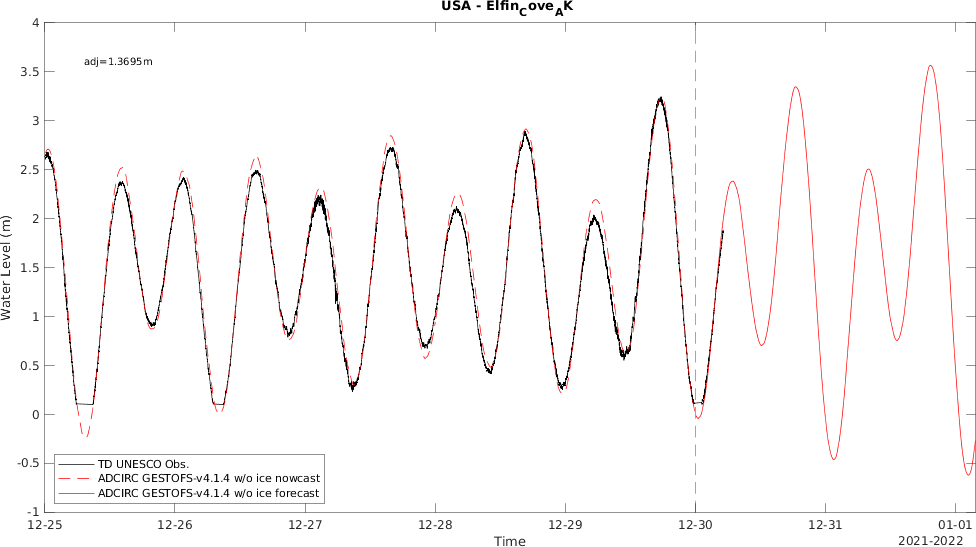 USA - Elfin_Cove_AK
4
3.5
3
2.5
2
1.5
1
0.5
0
-0.5
-1
Water Level (m)
adj=1.3695m
TD UNESCO Obs.
ADCIRC GESTOFS-v4.1.4 w/o ice nowcast
ADCIRC GESTOFS-v4.1.4 w/o ice forecast
12-25 12-26 12-27 12-28 12-29 12-30 12-31 01-01
Time
2021-2022